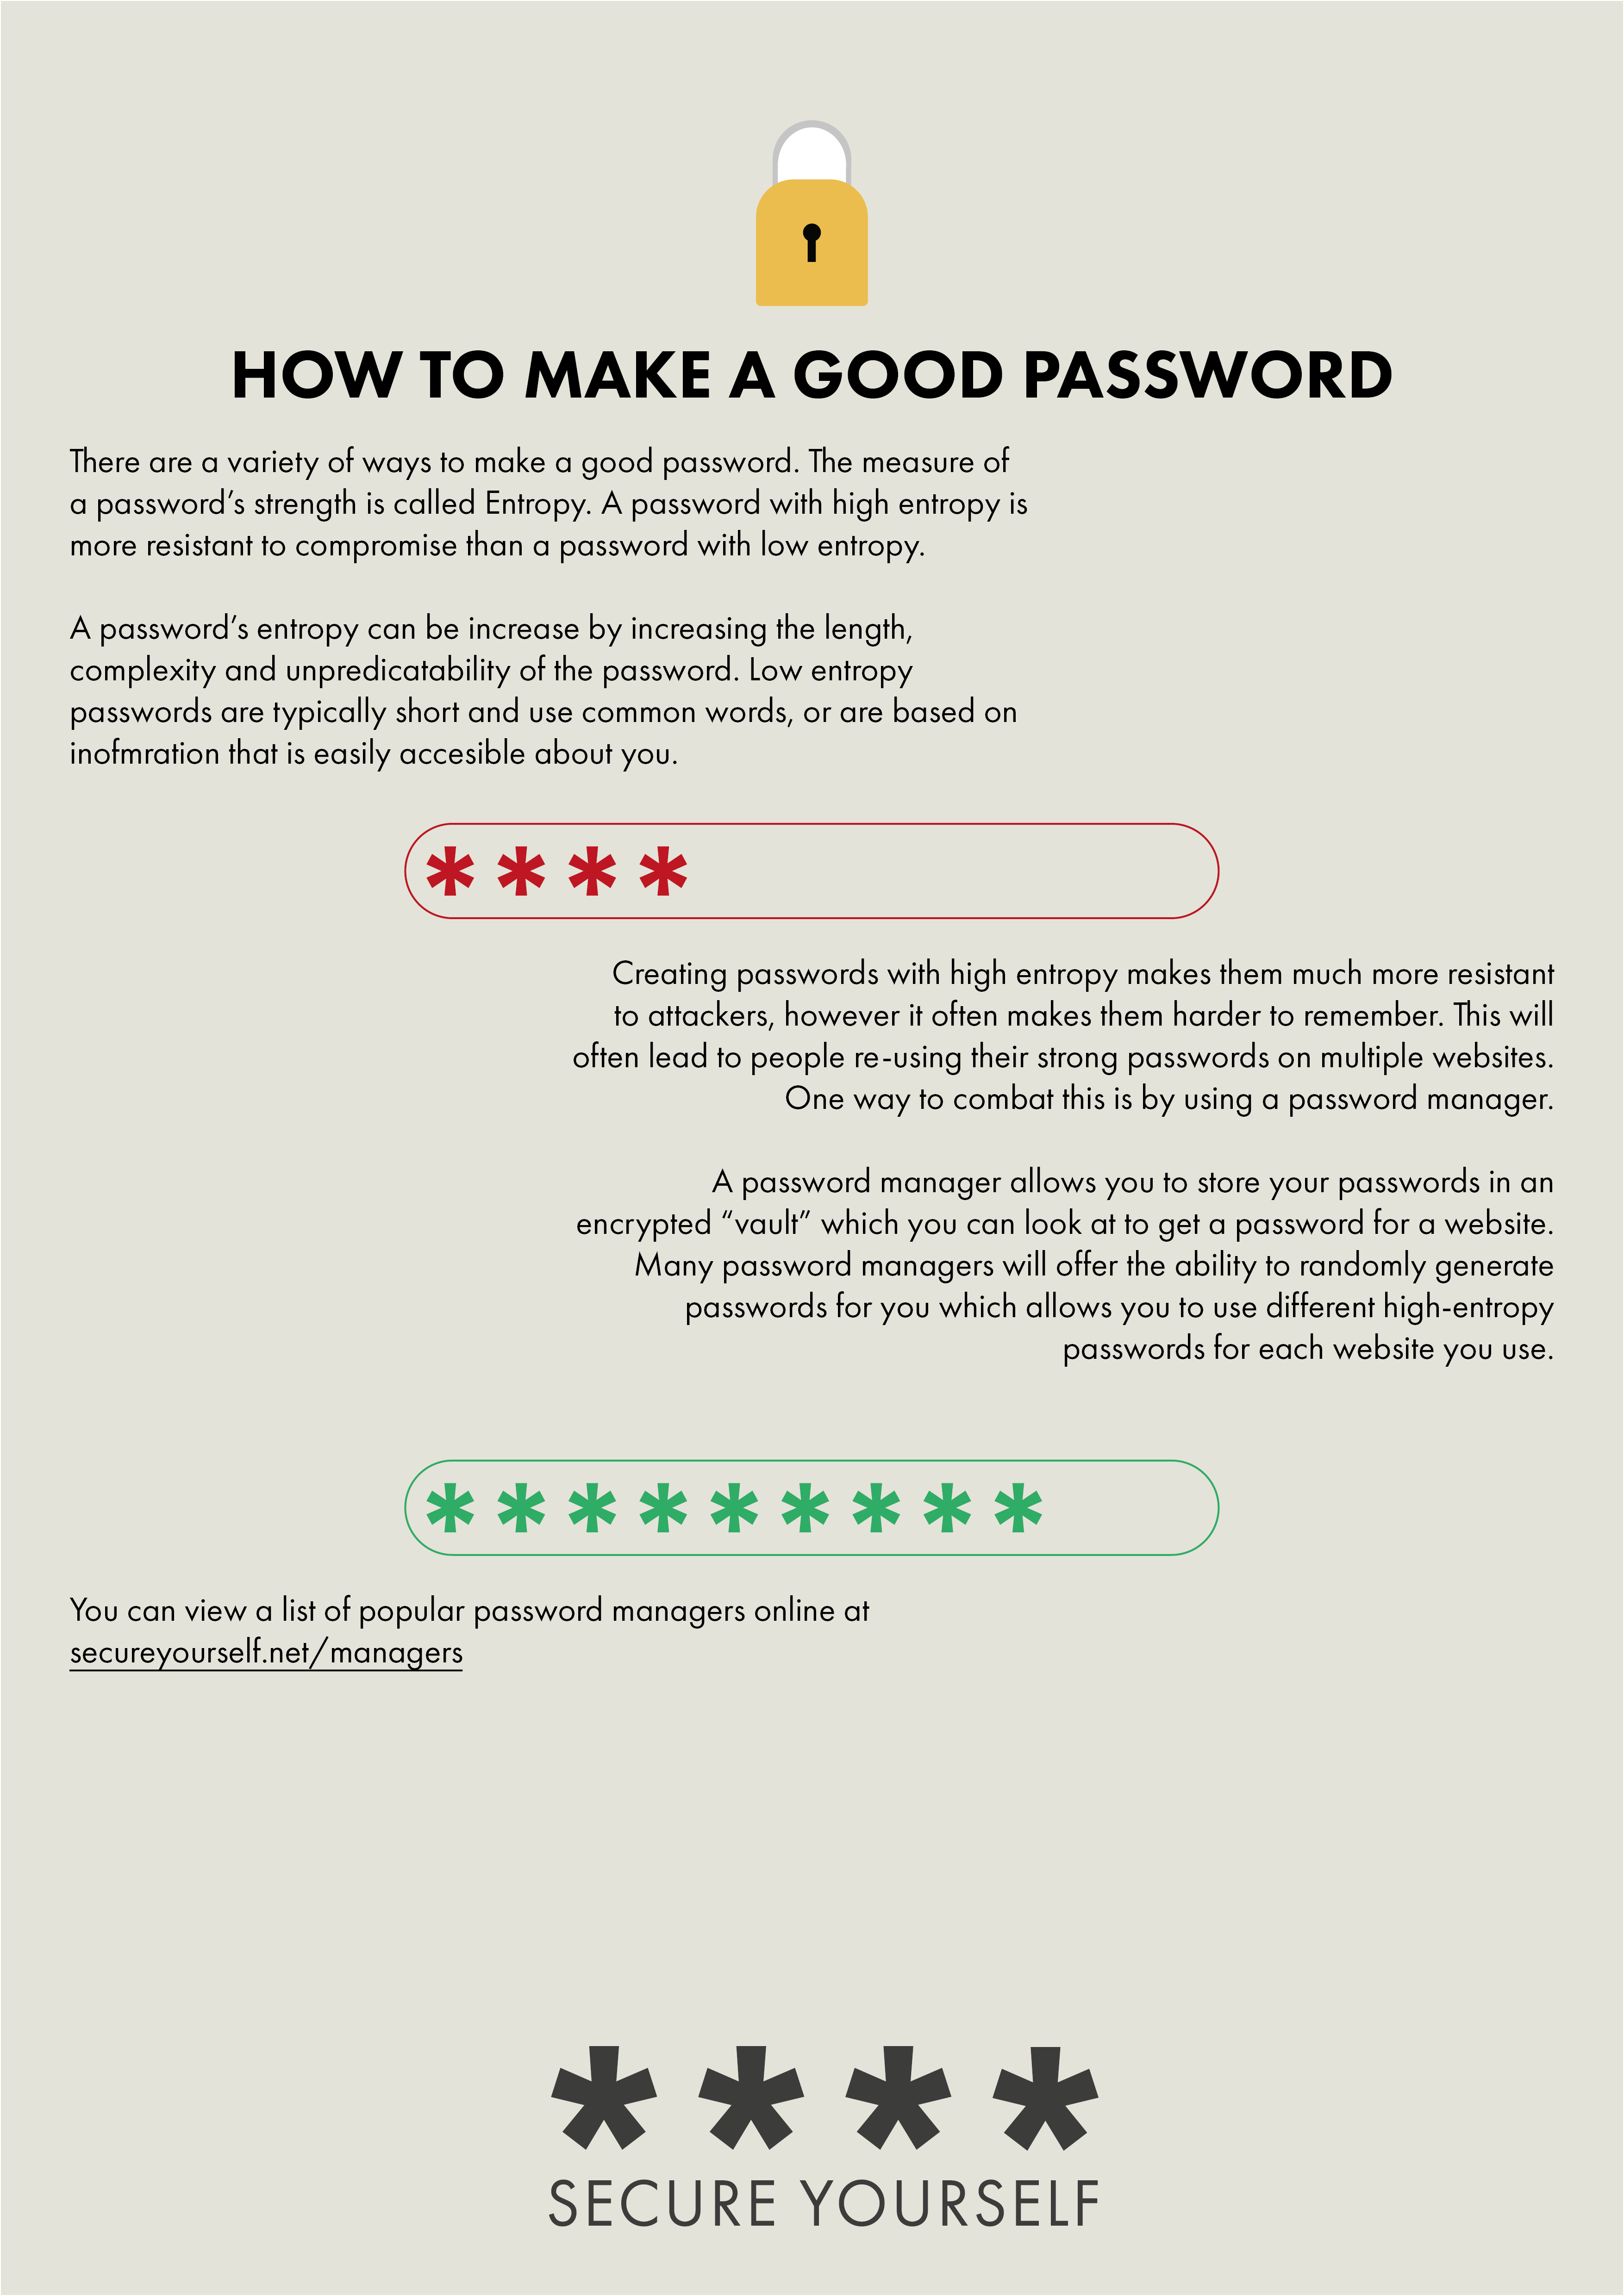 HOW TO MAKE A GOOD PASSWORD
There are a variety of ways to make a good password. The measure of
a password’s strength is called Entropy. A password with high entropy is
more resistant to compromise than a password with low entropy.
A password’s entropy can be increase by increasing the length,
complexity and unpredicatability of the password. Low entropy
passwords are typically short and use common words, or are based on
inofmration that is easily accesible about you.
* * * *
Creating passwords with high entropy makes them much more resistant
to attackers, however it often makes them harder to remember. This will
often lead to people re-using their strong passwords on multiple websites.
One way to combat this is by using a password manager.
A password manager allows you to store your passwords in an
encrypted “vault” which you can look at to get a password for a website.
Many password managers will offer the ability to randomly generate
passwords for you which allows you to use different high-entropy
passwords for each website you use.
* * * * * * * * *
You can view a list of popular password managers online at
secureyourself.net/managers
* * * *
SECURE YOURSELF